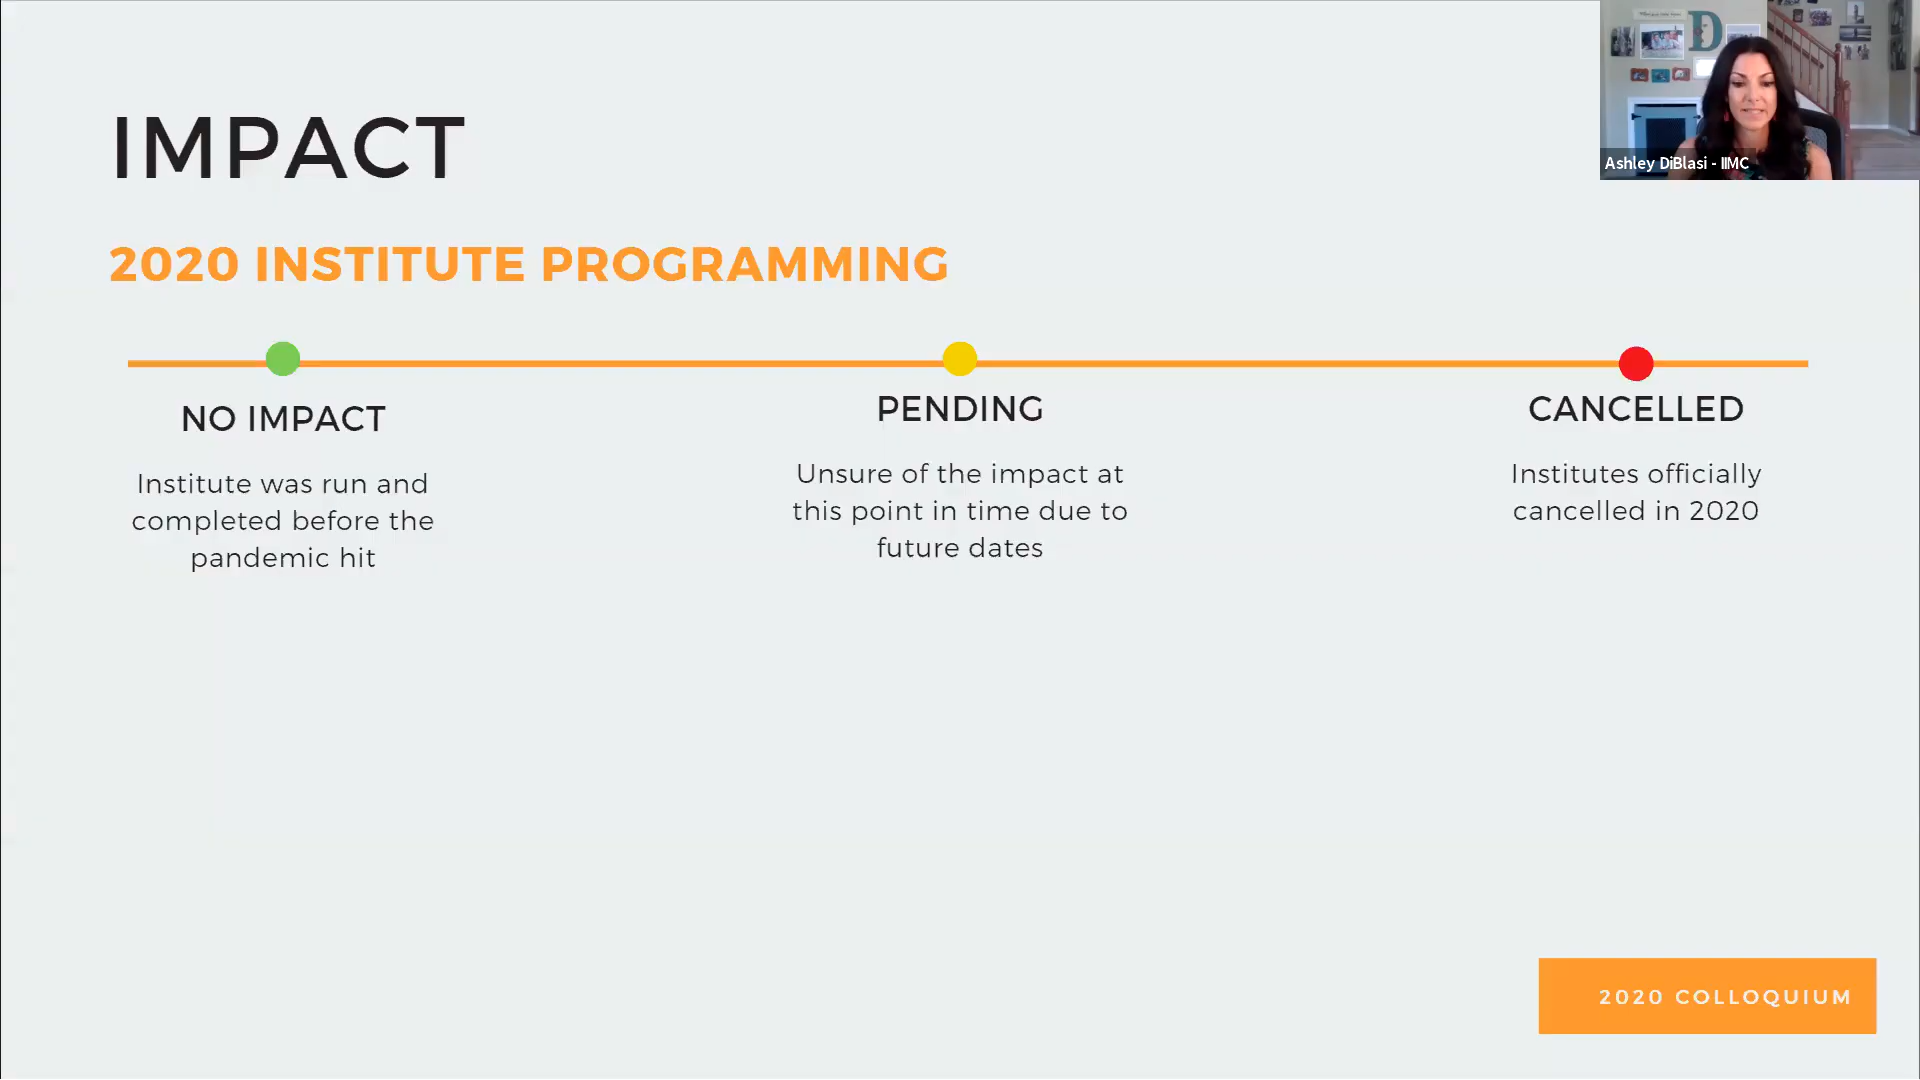 IMPACT
2020 INSTITUTE PROGRAMMING
NO IMPACT
Institute was run and
completed before the
pandemic hit
PENDING
Unsure of the impact at
this point in time due to
future dates
CANCELLED
Institutes officially
cancelled in 2020
2020 COLLOQUIUM
Ashley DiBlasi - IIMC
D